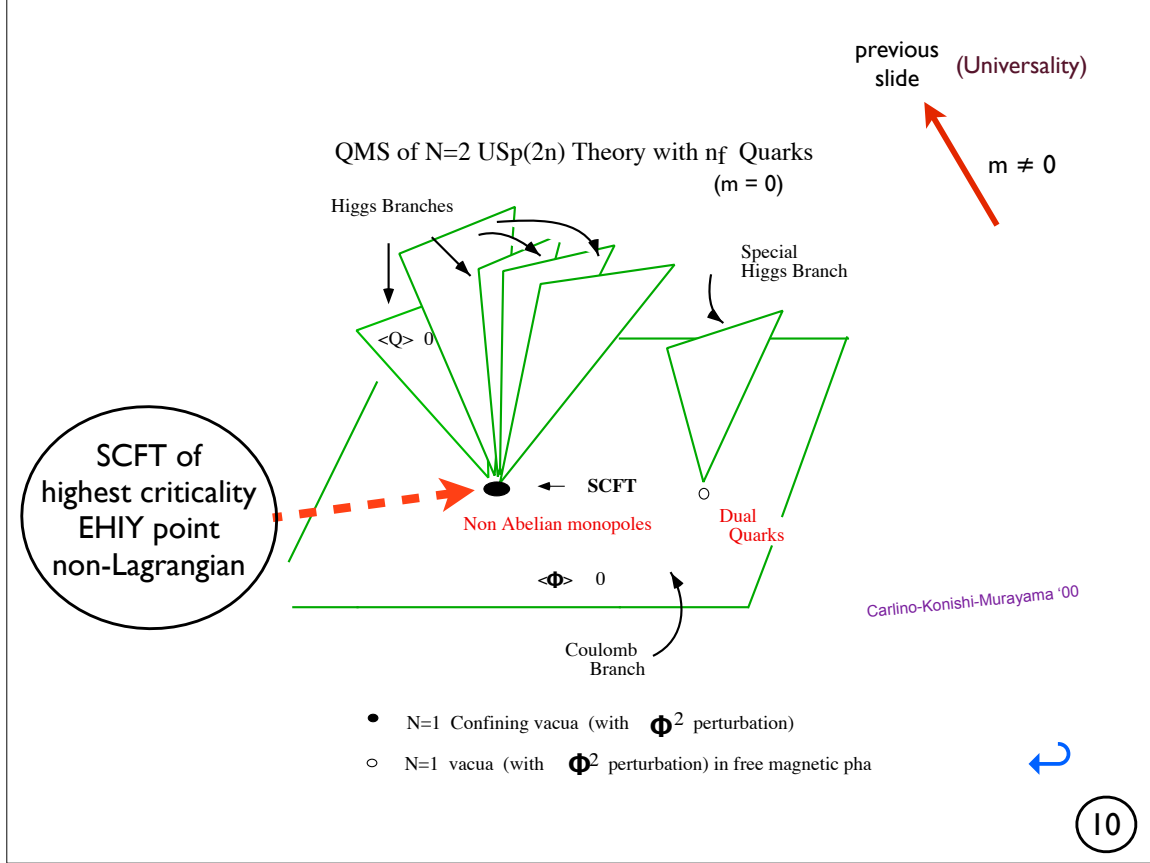 previous
slide
(Universality)
m ≠ 0
QMS of N=2 USp(2n) Theory with nf Quarks
(m = 0)
Higgs Branches
Special
Higgs Branch
<Q> 0
SCFT of
highest criticality
EHIY point
non-Lagrangian
SCFT
Non Abelian monopoles
Dual
Quarks
<Φ> 0
Carlino-Konishi-Murayama ‘00
Coulomb
Branch
N=1 Confining vacua (with Φ² perturbation)
N=1 vacua (with Φ² perturbation) in free magnetic pha
10